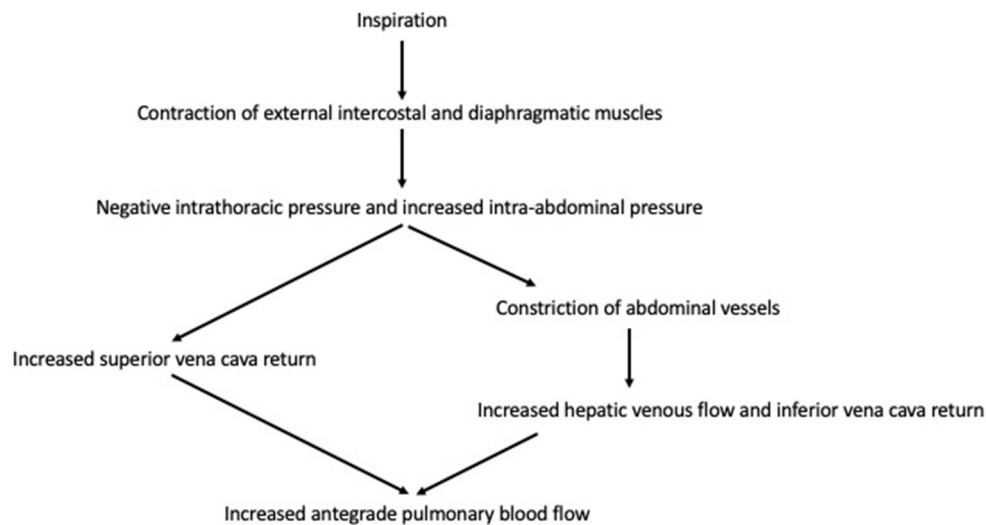 Inspiration
Contraction of external intercostal and diaphragmatic muscles
Negative intrathoracic pressure and increased intra-abdominal pressure
Constriction of abdominal vessels
Increased superior vena cava return
Increased hepatic venous flow and inferior vena cava return
Increased antegrade pulmonary blood flow